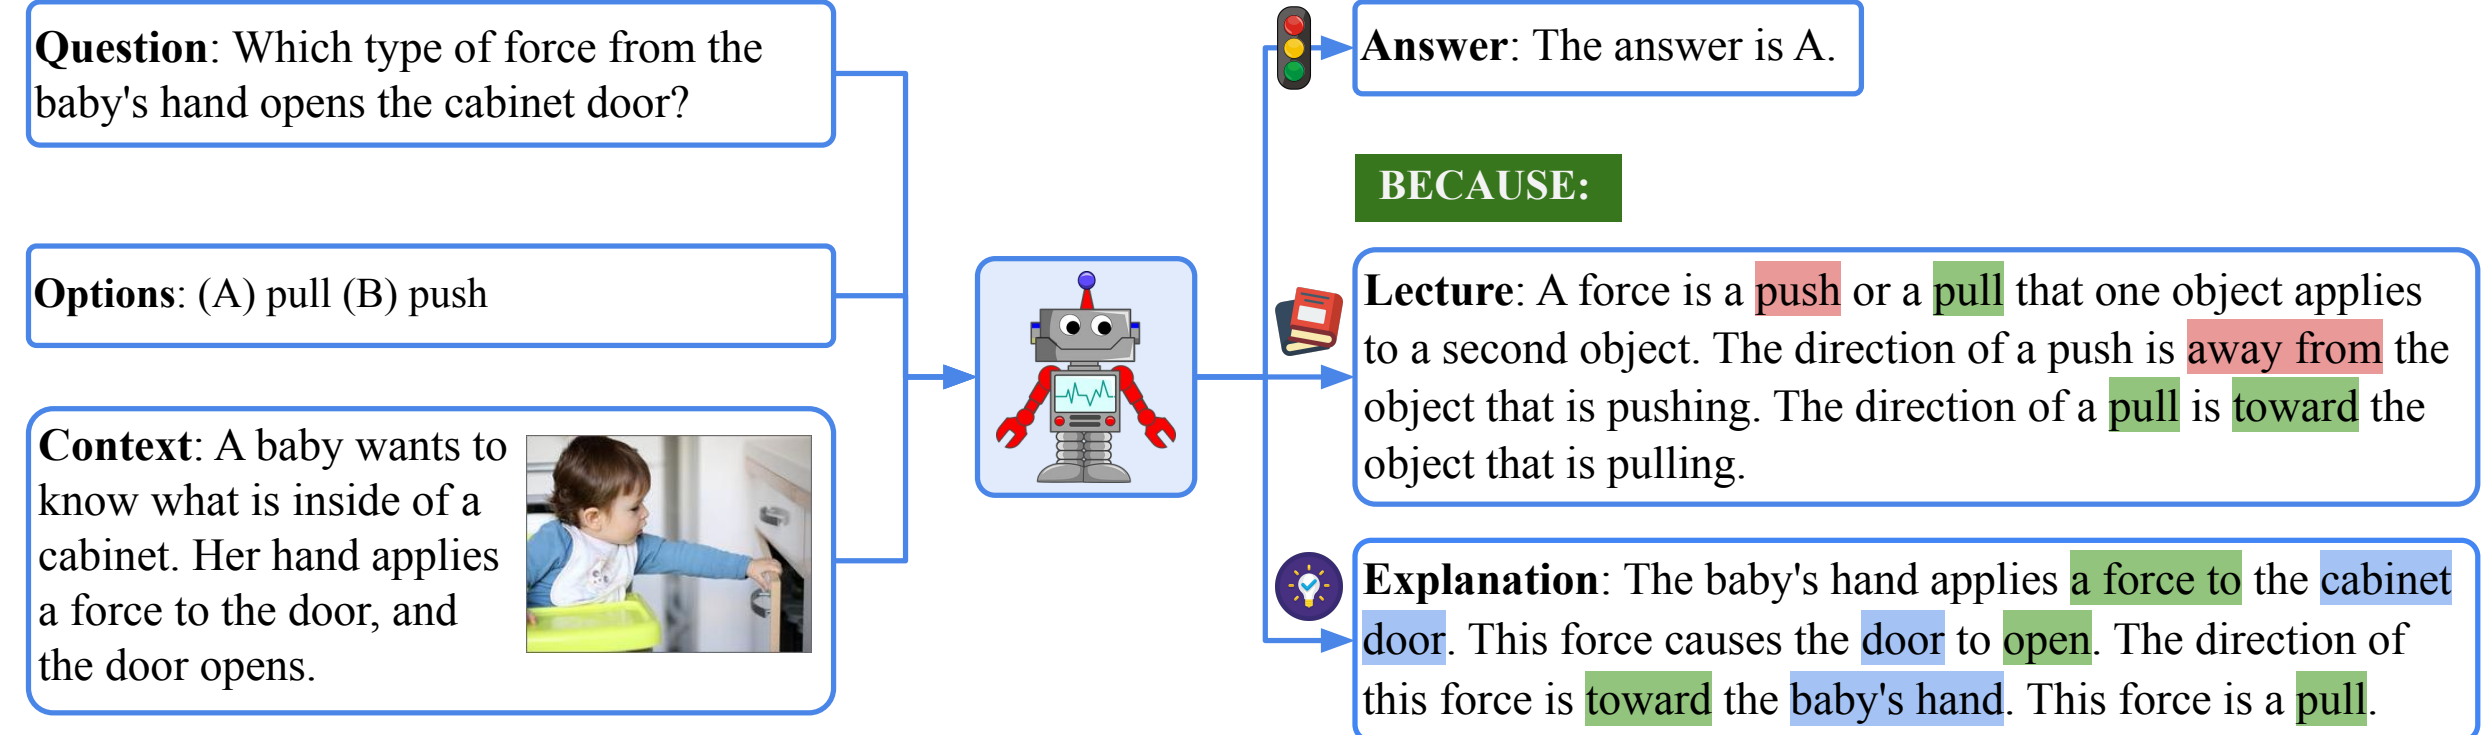 Question: Which type of force from the
baby's hand opens the cabinet door?
Options: (A) pull (B) push
Context: A baby wants to
know what is inside of a
cabinet. Her hand applies
a force to the door, and
the door opens.
Answer: The answer is A.
BECAUSE:
Lecture: A force is a push or a pull that one object applies
to a second object. The direction of a push is away from the
object that is pushing. The direction of a pull is toward the
object that is pulling.
Explanation: The baby's hand applies a force to the cabinet
door. This force causes the door to open. The direction of
this force is toward the baby's hand. This force is a pull.